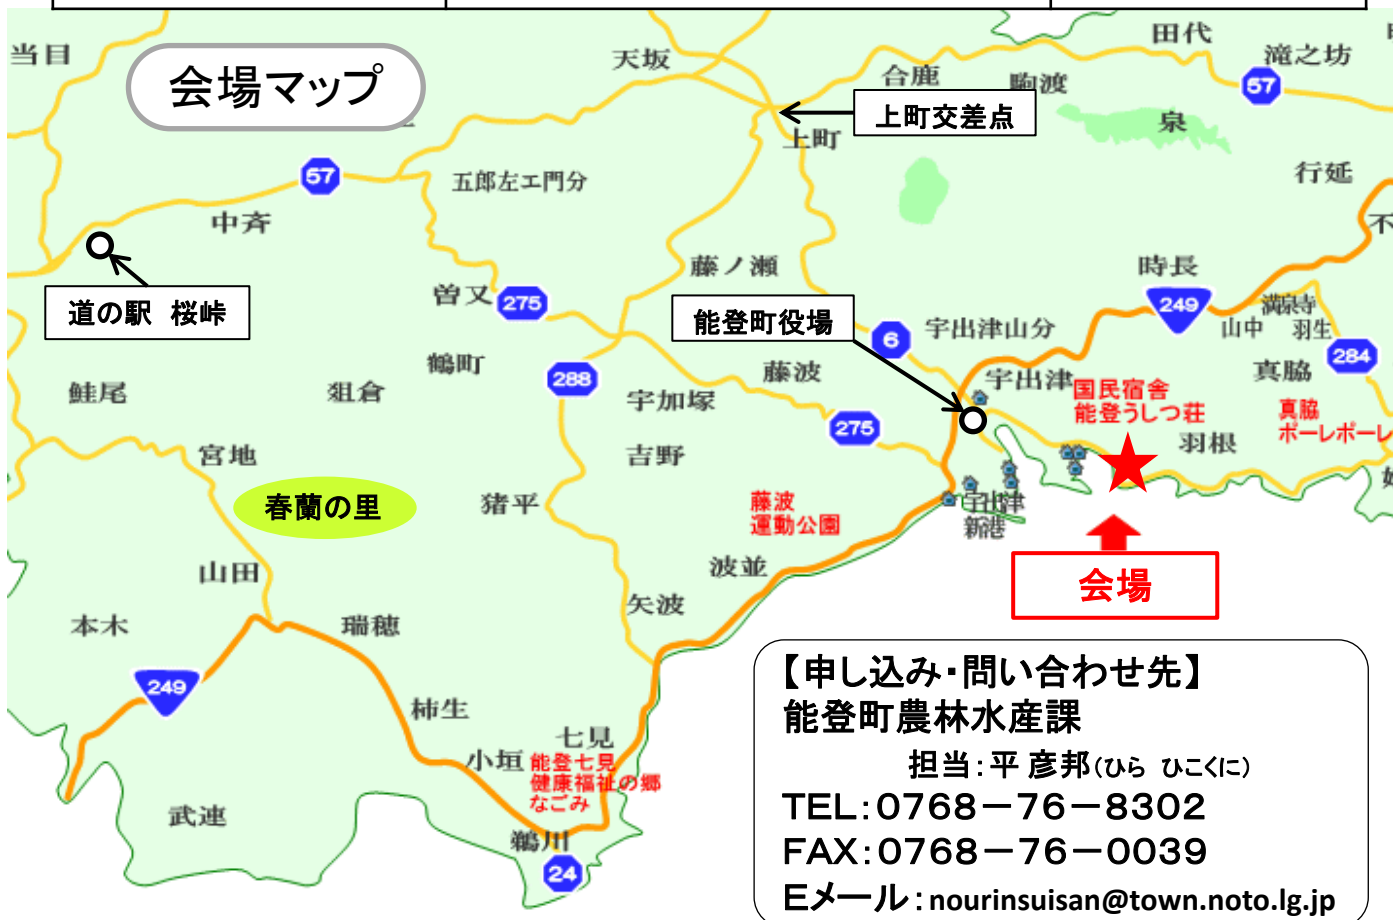 当目
会場マップ
天坂
田代
滝之坊
合鹿
駒渡
57
上町交差点
泉
上町
57
五郎左エ門分
行延
中斉
不
藤ノ瀬
時長
道の駅 桜峠
曽又
275
能登町役場
249
満泉寺
山中 羽生
6
宇出津山分
284
鶴町
288
藤波
宇出津
真脇
鮭尾
狙倉
宇加塚
国民宿舎
能登うしつ荘
真脇
ポーレポーレ
275
羽根
宮地
吉野
春蘭の里
猪平
藤波
運動公園
宇出津
新港
山田
波並
会場
矢波
本木
瑞穂
249
柿生
七見
小垣
能登七見
健康福祉の郷
なごみ
武連
鵜川
24
【申し込み・問い合わせ先】
能登町農林水産課
担当:平 彦邦(ひら ひこくに)
TEL:0768-76-8302
FAX:0768-76-0039
Eメール:nourinsuisan@town.noto.lg.jp